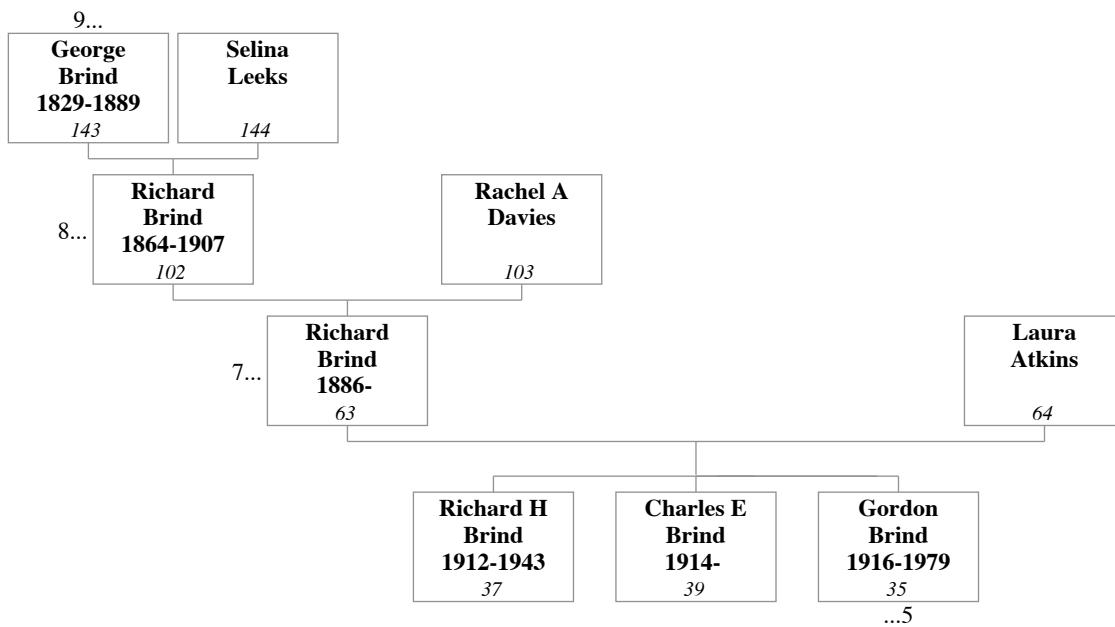 9...
George
Brind
1829-1889
143
Selina
Leeks
144
8...
Richard
Brind
1864-1907
102
Rachel A
Davies
103
7...
Richard
Brind
1886-
63
Laura
Atkins
64
Richard H
Brind
1912-1943
37
Charles E
Brind
1914-
39
Gordon
Brind
1916-1979
35
...5